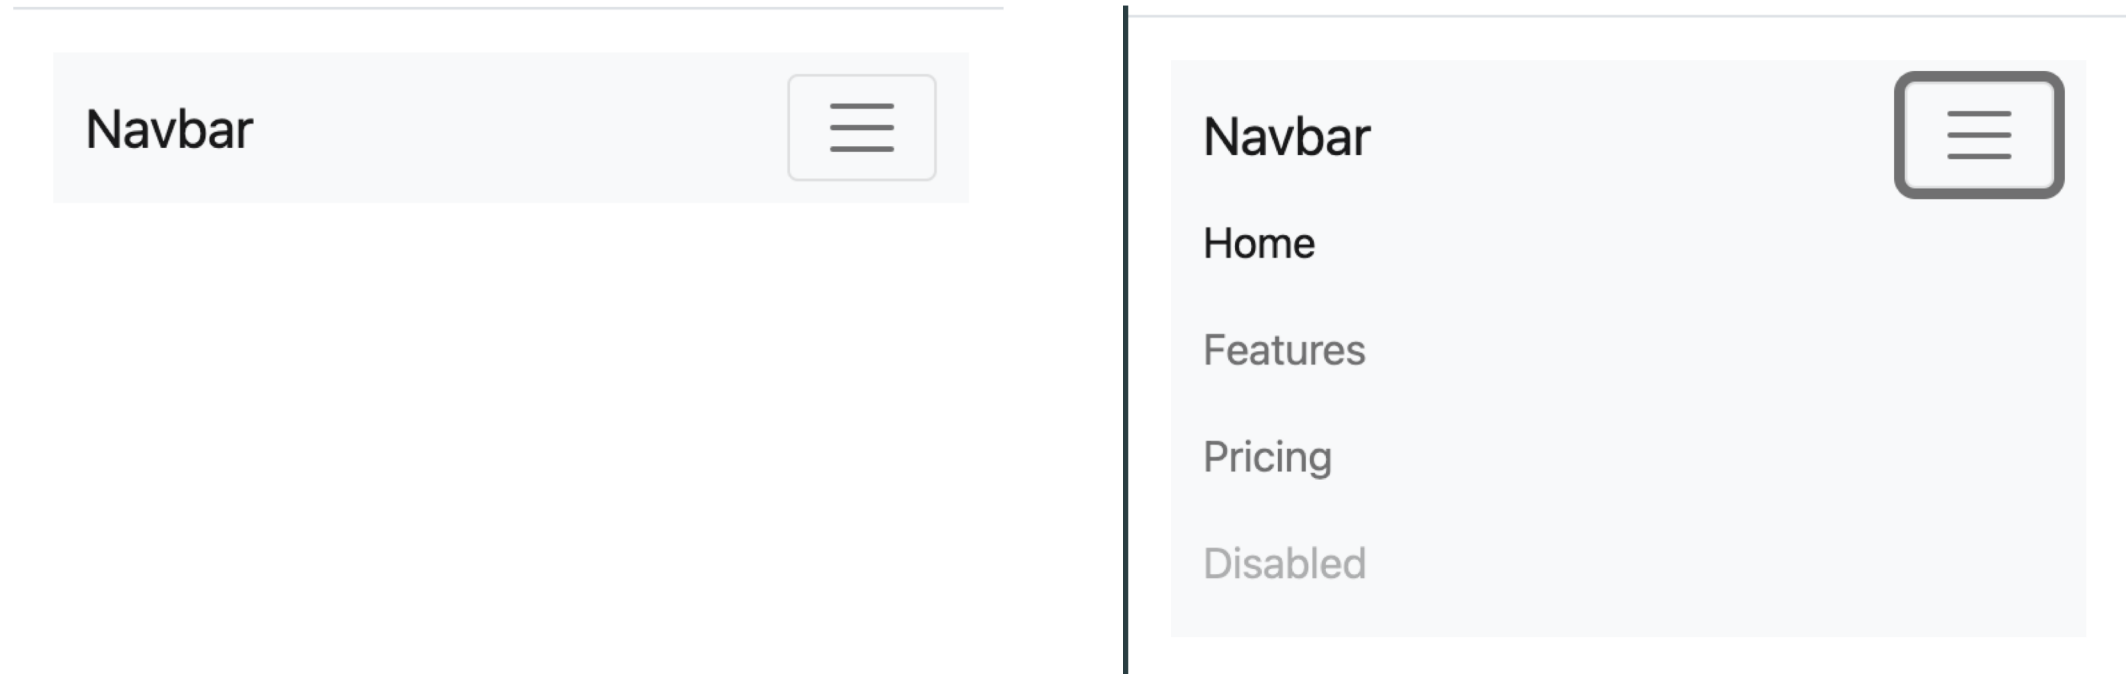 Navbar
Navbar
Home
Features
Pricing
Disabled